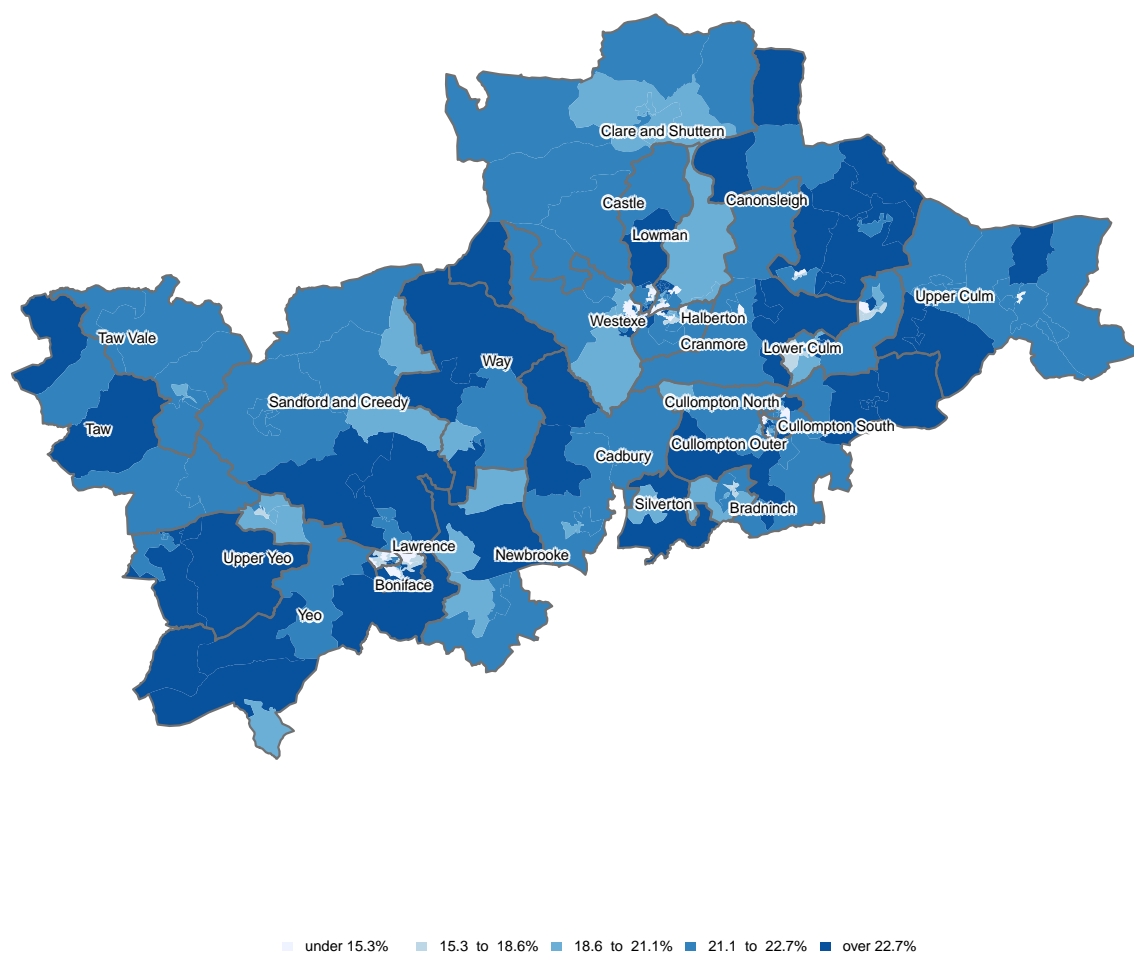 Clare and Shuttern
Castle
Canonsleigh
Lowman
Upper Culm
Westexe
Halberton
Taw Vale
Cranmore
Lower Culm
Way
Sandford and Creedy
Cullompton North
Taw
Cullompton South
Cullompton Outer
Cadbury
Silverton
Bradninch
Lawrence
Upper Yeo
Newbrooke
Boniface
Yeo
under 15.3% 15.3 to 18.6% 18.6 to 21.1% 21.1 to 22.7% over 22.7%